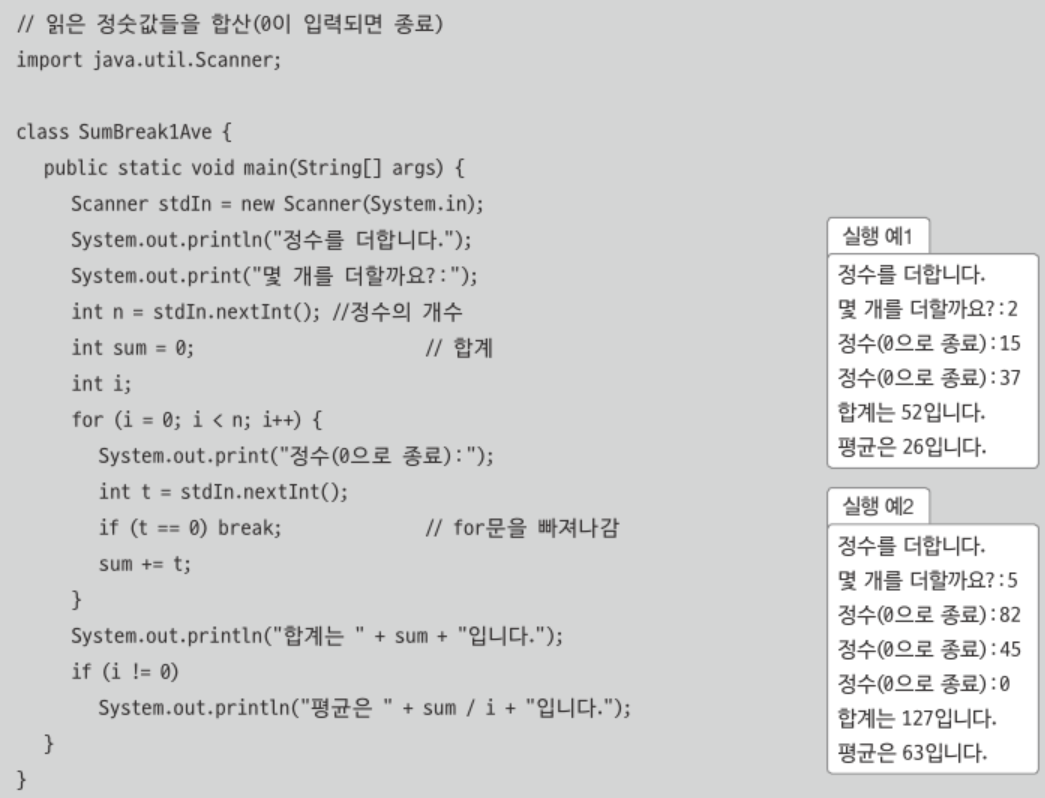 // 읽은 정숫값들을 합산(0이 입력되면 종료)
import java.util.Scanner;
class SumBreak1Ave {
public static void main(String[] args) {
Scanner stdIn = new Scanner(System.in);
System.out.println("정수를 더합니다.");
System.out.print("몇 개를 더할까요?:");
int n = stdIn.nextInt(); //정수의 개수
int sum = 0; // 합계
int i;
for (i = 0; i < n; i++) {
System.out.print("정수(0으로 종료):");
int t = stdIn.nextInt();
if (t == 0) break; // for문을 빠져나감
sum += t;
}
System.out.println("합계는 " + sum + "입니다.");
if (i != 0)
System.out.println("평균은 " + sum / i + "입니다.");
}
}
실행 예1
정수를 더합니다.
몇 개를 더할까요?:2
정수(0으로 종료):15
정수(0으로 종료):37
합계는 52입니다.
평균은 26입니다.
실행 예2
정수를 더합니다.
몇 개를 더할까요?:5
정수(0으로 종료):82
정수(0으로 종료):45
정수(0으로 종료):0
합계는 127입니다.
평균은 63입니다.